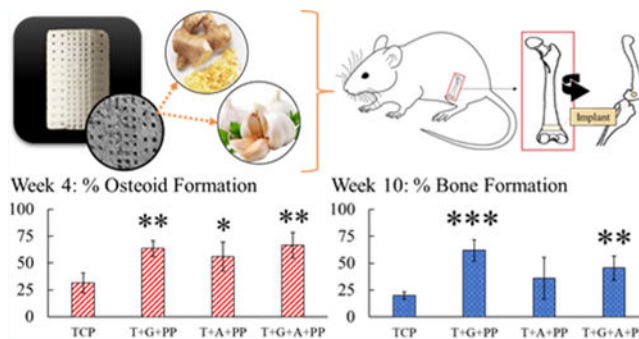 Implant
Week 4: % Osteoid Formation
Week 10: % Bone Formation
100
75
50
25
0
**
*
**
TCP
T+G+PP
T+A+PP
T+G+A+PP
100
75
50
25
0
***
**
TCP
T+G+PP
T+A+PP
T+G+A+P